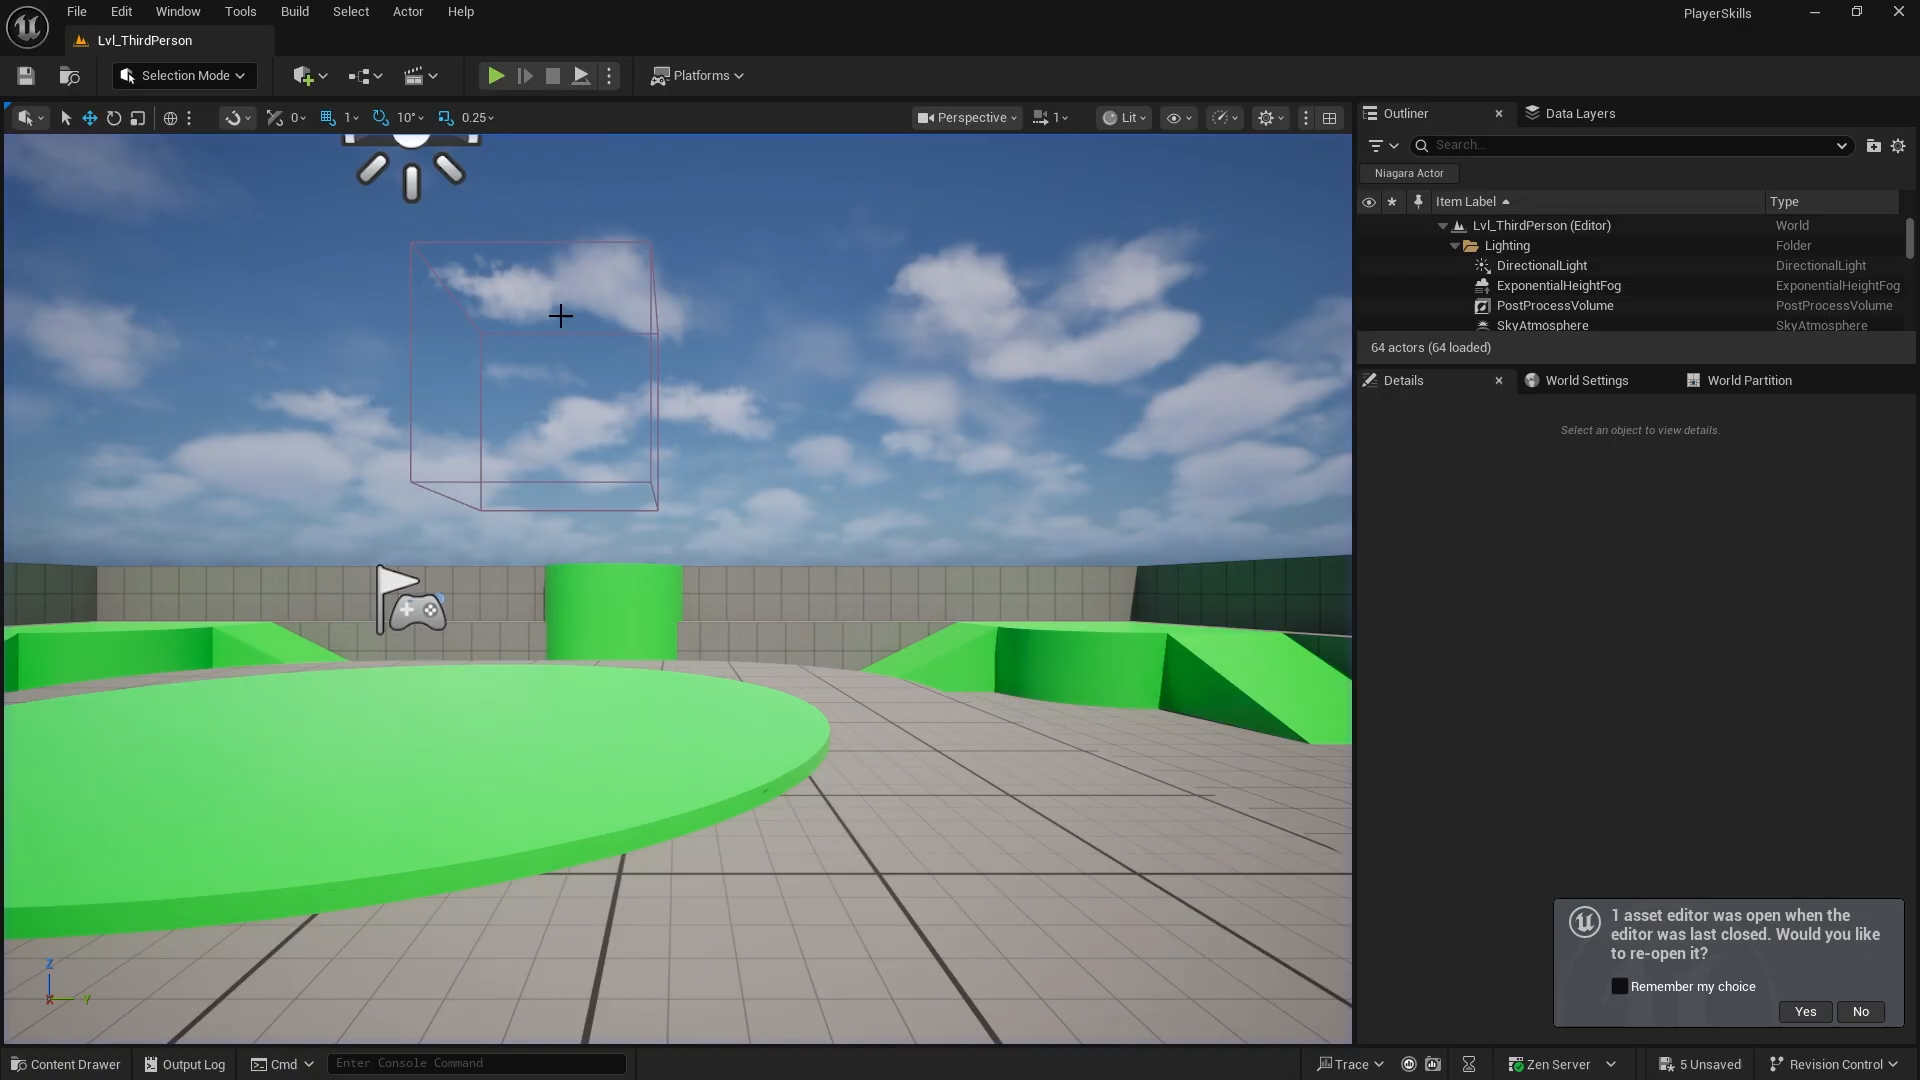 File Edit Window Tools Build Select Actor Help
PlayerSkills
Lvl_ThirdPerson
Selection Mode
Platforms
0 1 10° 0.25
Perspective 1 Lit
Outliner
Data Layers
Search...
Niagara Actor
Item Label Type
Lvl_ThirdPerson (Editor) World
Lighting Folder
DirectionalLight DirectionalLight
ExponentialHeightFog ExponentialHeightFog
PostProcessVolume PostProcessVolume
SkyAtmosphere SkyAtmosphere
64 actors (64 loaded)
Details
World Settings
World Partition
Select an object to view details.
1 asset editor was open when the
editor was last closed. Would you like
to re-open it?
Remember my choice
Yes No
Z
X Y
Content Drawer Output Log Cmd Enter Console Command Trace Zen Server 5 Unsaved Revision Control